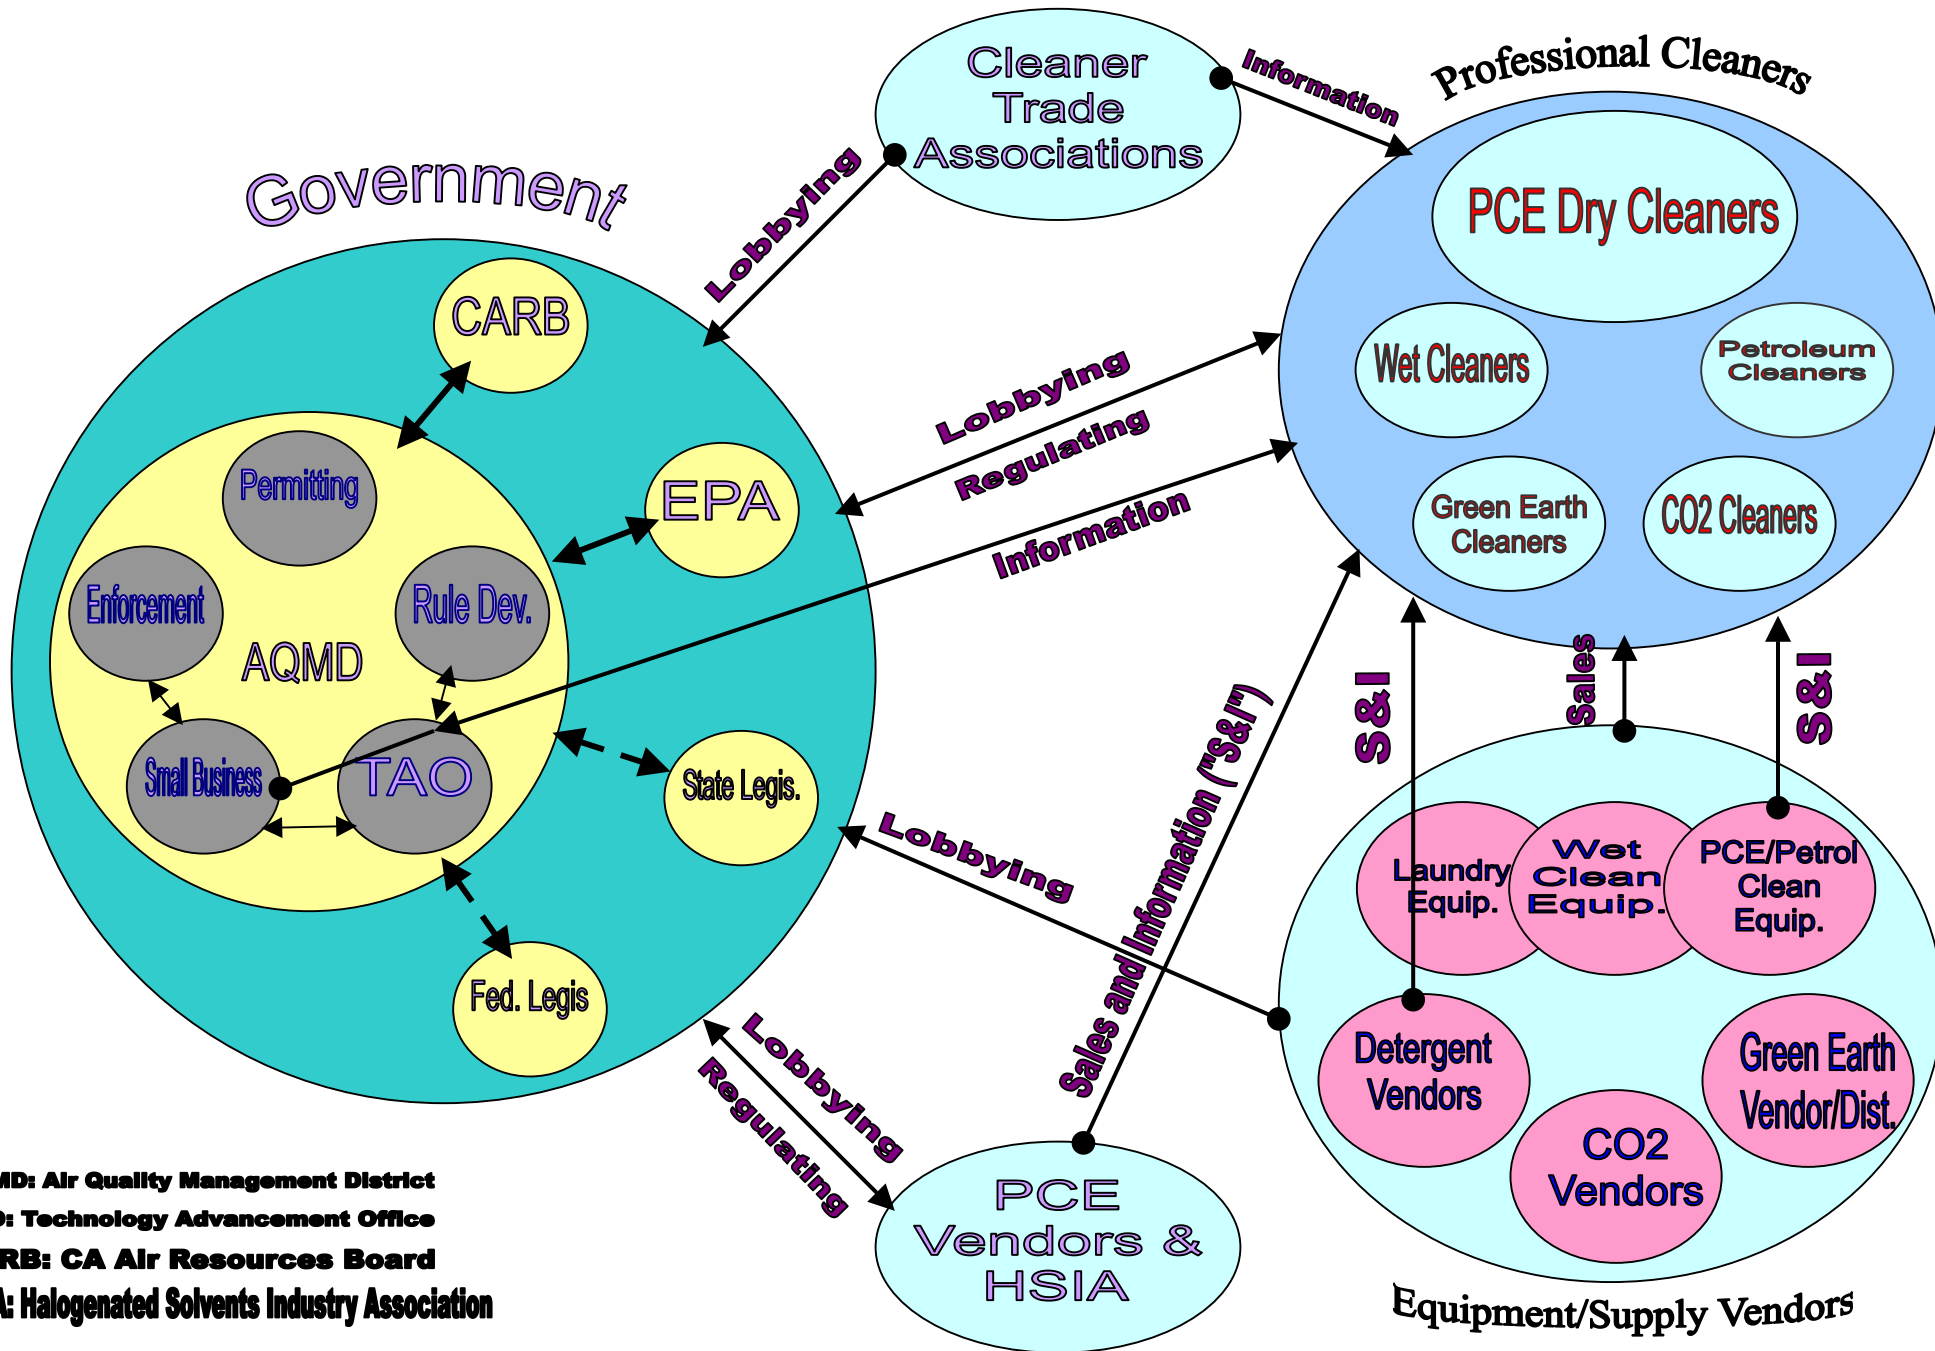 Cleaner
Trade
Associations
Information
Professional Cleaners
PCE Dry Cleaners
Wet Cleaners
Petroleum
Cleaners
Green Earth
Cleaners
CO2 Cleaners
Government
Lobbying
CARB
Permitting
EPA
Enforcement
Rule Dev.
AQMD
Small Business
TAO
State Legis.
Fed. Legis
Lobbying
Regulating
Information
Sales and Information ("S&I")
S&I
Sales
S&I
Lobbying
Lobbying
Regulating
Laundry
Equip.
Wet
Clean
Equip.
PCE/Petrol
Clean
Equip.
Detergent
Vendors
Green Earth
Vendor/Dist.
CO2
Vendors
Equipment/Supply Vendors
PCE
Vendors &
HSIA
MD: Air Quality Management District
O: Technology Advancement Office
RB: CA Air Resources Board
A: Halogenated Solvents Industry Association